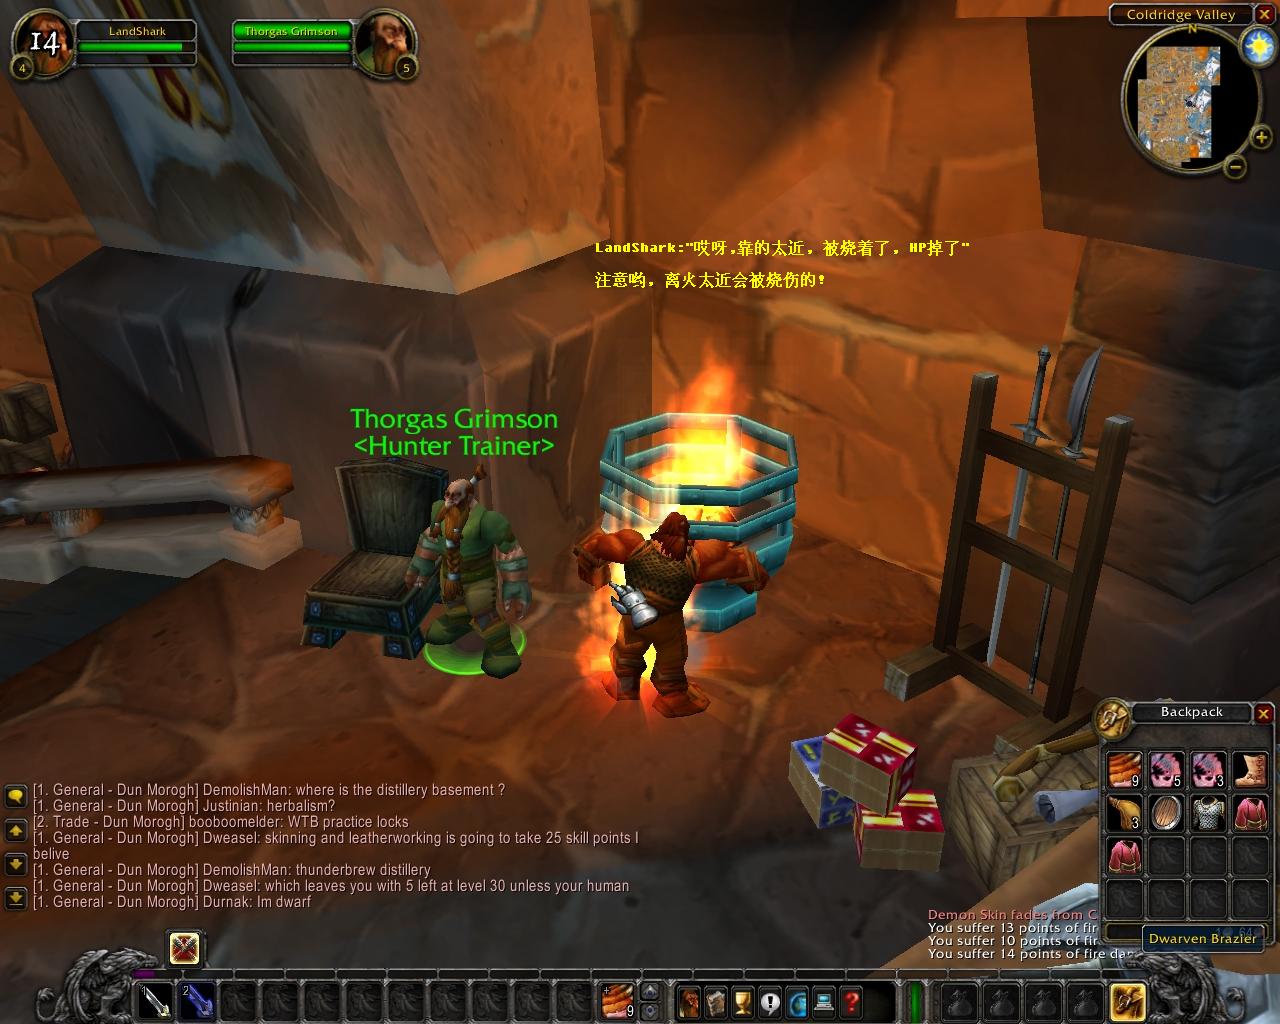 LandShark
14
4
Thorgas Grimson
5
Coldridge Valley
N
LandShark:"哎呀,靠的太近，被烧着了，HP掉了"
注意哟，离火太近会被烧伤的!
Thorgas Grimson
<Hunter Trainer>
Backpack
9
5
3
3
[1. General - Dun Morogh] DemolishMan: where is the distillery basement ?
[1. General - Dun Morogh] Justinian: herbalism?
[2. Trade - Dun Morogh] booboomelder: WTB practice locks
[1. General - Dun Morogh] Dweasel: skinning and leatherworking is going to take 25 skill points I
belive
[1. General - Dun Morogh] DemolishMan: thunderbrew distillery
[1. General - Dun Morogh] Dweasel: which leaves you with 5 left at level 30 unless your human
[1. General - Dun Morogh] Durnak: Im dwarf
Demon Skin fades from
You suffer 13 points of
You suffer 10 points of
You suffer 14 points of fire
Dwarven Brazier
1
2
9